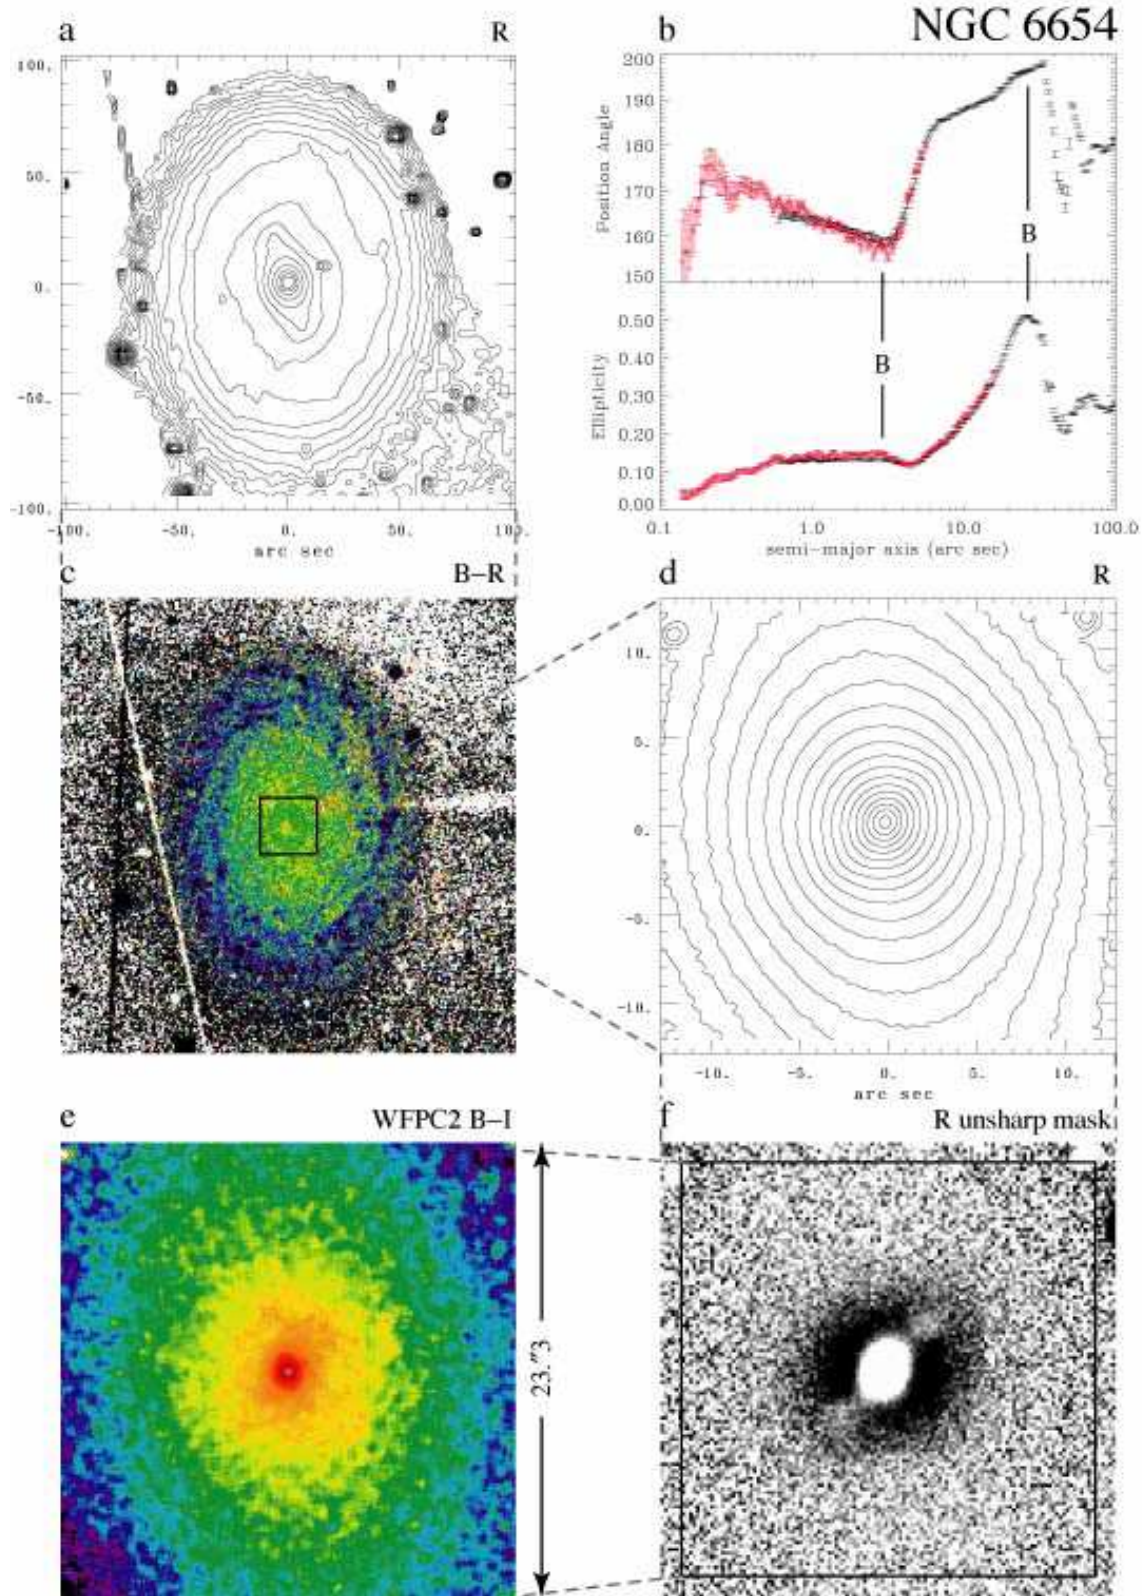 NGC 6654
a R
100.
50.
0.
-50.
-100.
-100. -50. 0. 50. 100.
arc sec
b
Position Angle
200
190
180
170
160
150
B
B
Ellipticity
0.50
0.40
0.30
0.20
0.10
0.00
0.1 1.0 10.0 100.0
semi-major axis (arc sec)
c B–R
d R
10.
5.
0.
-5.
-10.
-10. -5. 0. 5. 10.
arc sec
e WFPC2 B–I
23."3
f R unsharp mask